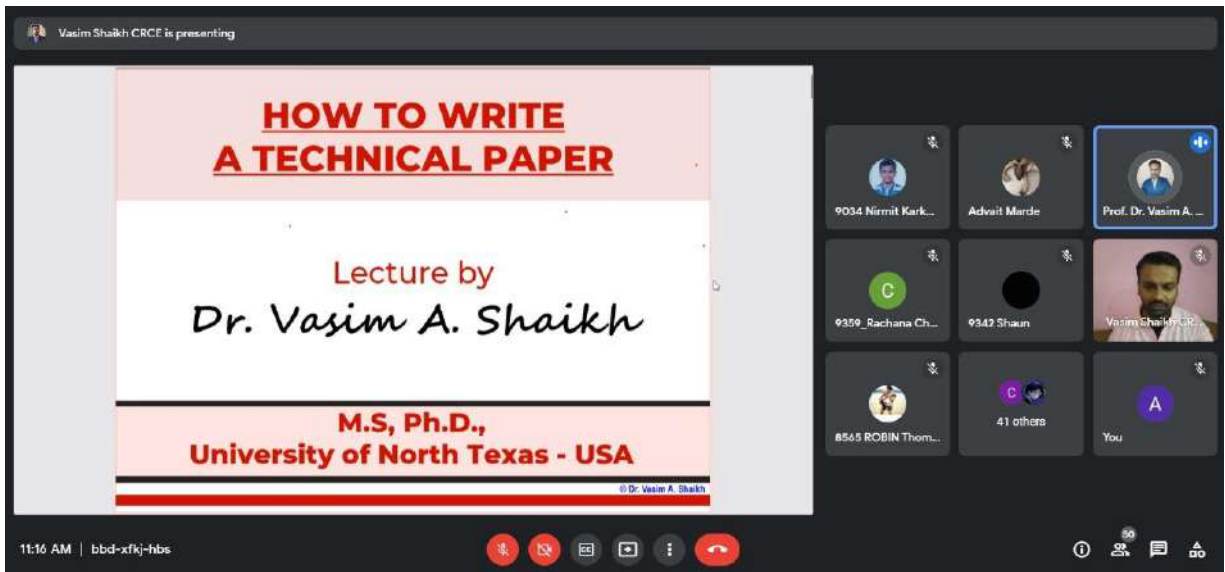 Vasim Shaikh CRCE is presenting
HOW TO WRITE
A TECHNICAL PAPER
Lecture by
Dr. Vasim A. Shaikh
M.S, Ph.D.,
University of North Texas - USA
© Dr. Vasim A. Shaikh
9034 Nirmit Kark...
Advait Marde
Prof. Dr. Vasim A. ...
C
9359_Rachana Ch...
9342 Shaun
Vasim Shaikh CR...
8565 ROBIN Thom...
C
41 others
A
You
11:16 AM | bbd-xfkj-hbs
CC
50